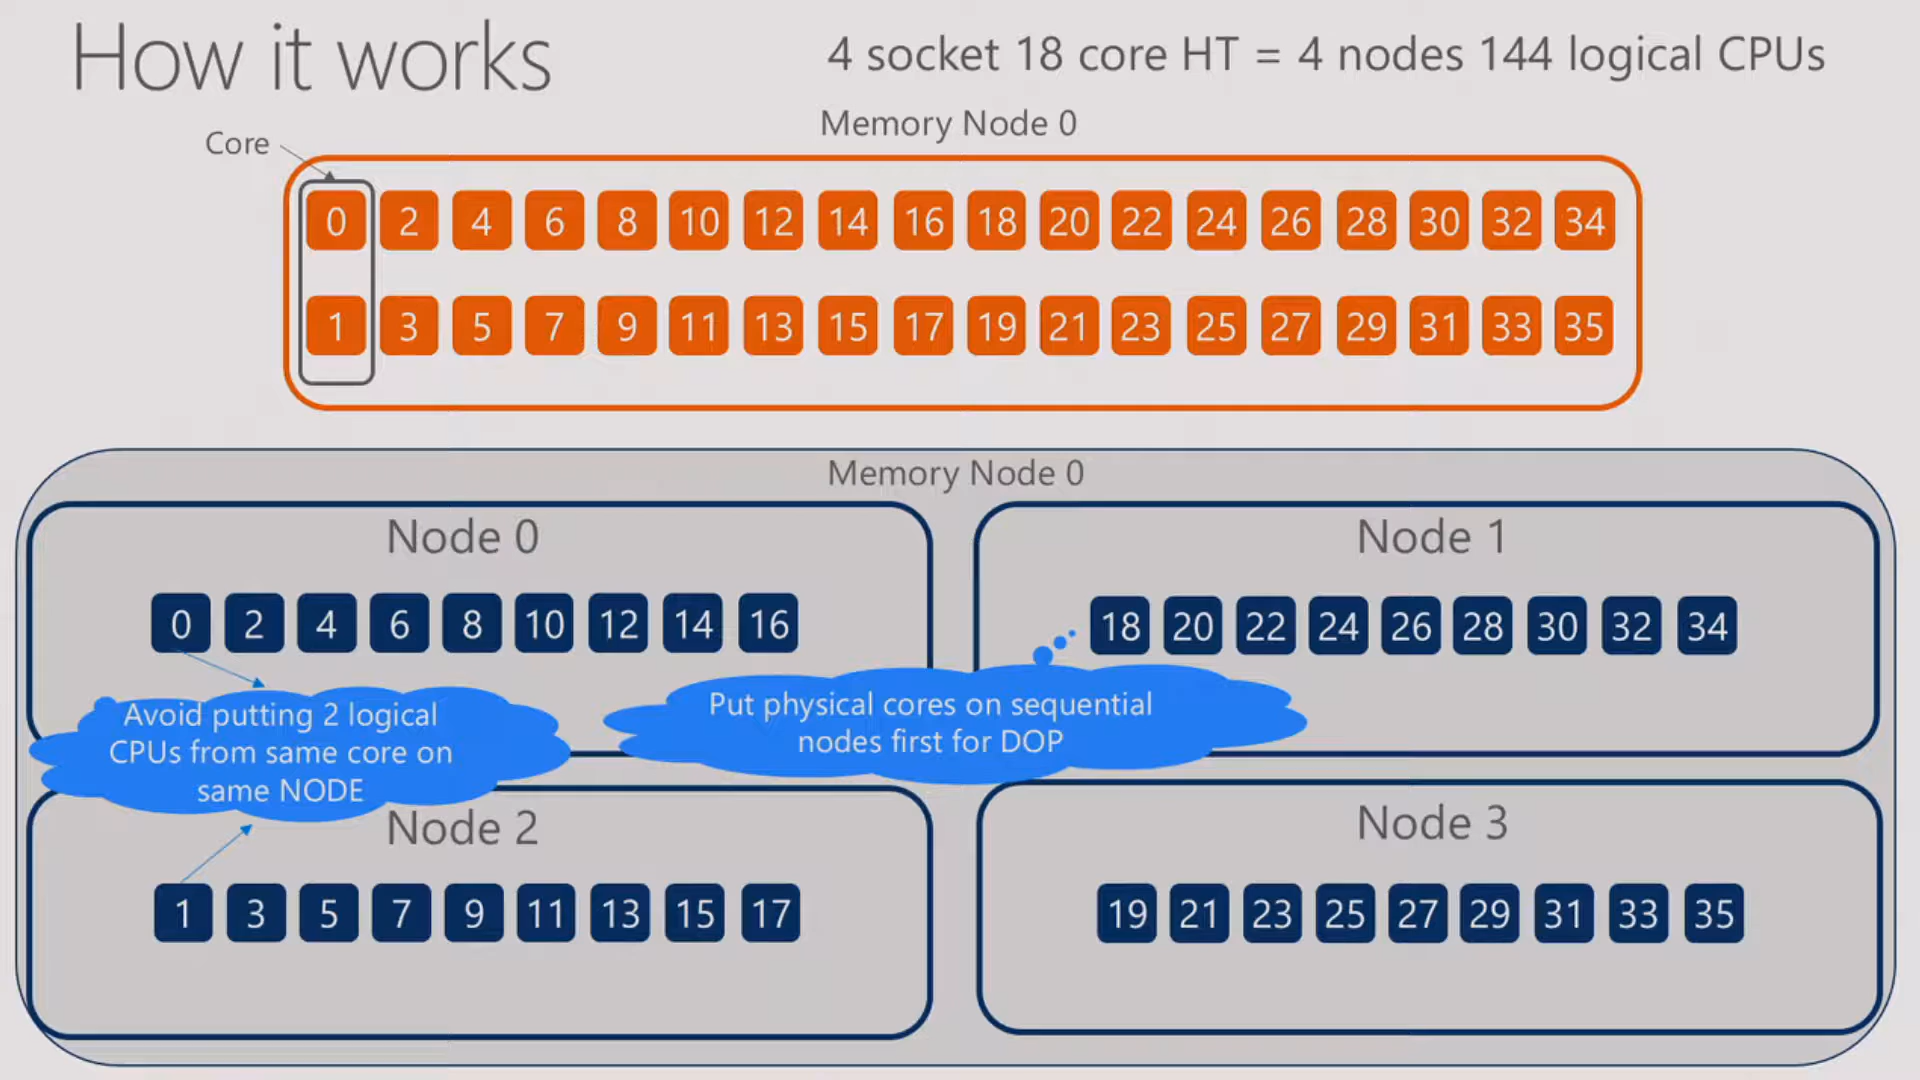 How it works
4 socket 18 core HT = 4 nodes 144 logical CPUs
Memory Node 0
Core
0 2 4 6 8 10 12 14 16 18 20 22 24 26 28 30 32 34
1 3 5 7 9 11 13 15 17 19 21 23 25 27 29 31 33 35
Memory Node 0
Node 0
0 2 4 6 8 10 12 14 16
Node 1
18 20 22 24 26 28 30 32 34
Avoid putting 2 logical
CPUs from same core on
same NODE
Put physical cores on sequential
nodes first for DOP
Node 2
1 3 5 7 9 11 13 15 17
Node 3
19 21 23 25 27 29 31 33 35